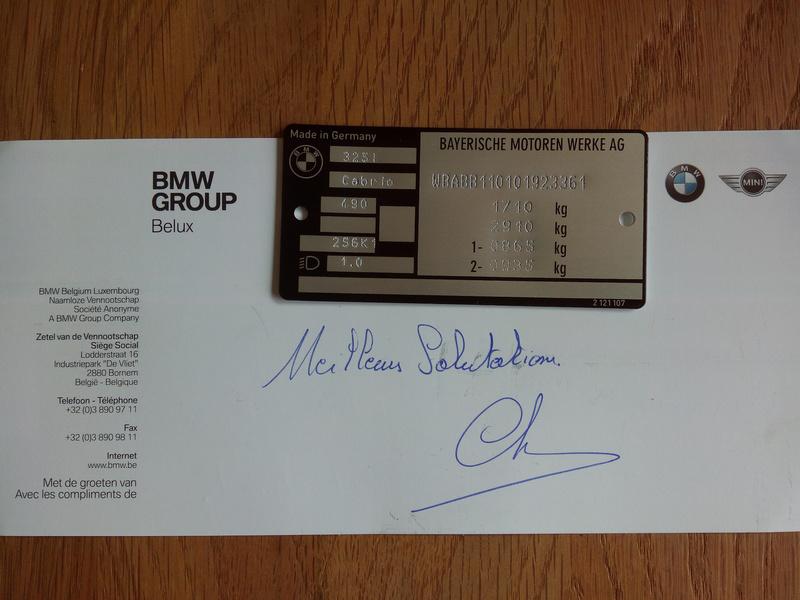 Made in Germany
BAYERISCHE MOTOREN WERKE AG
BMW
325I
Cabrio
WBABB110101923361
490
1710 kg
2910 kg
256K1
1- 0865 kg
1.0
2- 0935 kg
2 121 107
BMW
GROUP
Belux
BMW
MINI
BMW Belgium Luxembourg
Naamloze Vennootschap
Société Anonyme
A BMW Group Company
Zetel van de Vennootschap
Siège Social
Lodderstraat 16
Industriepark "De Vliet"
2880 Bornem
België - Belgique
Telefoon - Téléphone
+32 (0)3 890 97 11
Fax
+32 (0)3 890 98 11
Internet
www.bmw.be
Met de groeten van
Avec les compliments de
Meilleures Salutations.